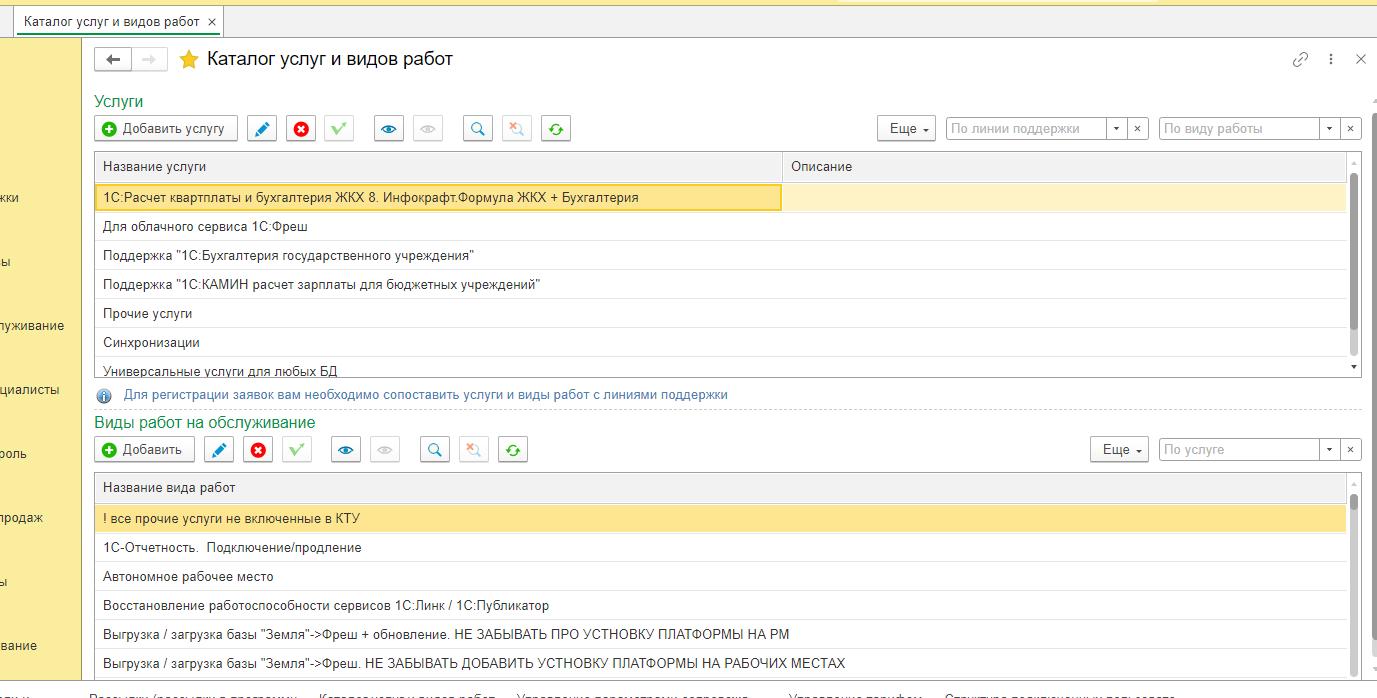 Каталог услуг и видов работ ×
Каталог услуг и видов работ
Услуги
Добавить услугу
Еще
По линии поддержки
По виду работы
Название услуги
Описание
1С:Расчет квартплаты и бухгалтерия ЖКХ 8. Инфокрафт.Формула ЖКХ + Бухгалтерия
Для облачного сервиса 1С:Фреш
Поддержка "1С:Бухгалтерия государственного учреждения"
Поддержка "1С:КАМИН расчет зарплаты для бюджетных учреждений"
Прочие услуги
Синхронизации
Универсальные услуги для любых БД
Для регистрации заявок вам необходимо сопоставить услуги и виды работ с линиями поддержки
Виды работ на обслуживание
Добавить
Еще
По услуге
Название вида работ
! все прочие услуги не включенные в КТУ
1С-Отчетность. Подключение/продление
Автономное рабочее место
Восстановление работоспособности сервисов 1С:Линк / 1С:Публикатор
Выгрузка / загрузка базы "Земля"->Фреш + обновление. НЕ ЗАБЫВАТЬ ПРО УСТНОВКУ ПЛАТФОРМЫ НА РМ
Выгрузка / загрузка базы "Земля"->Фреш. НЕ ЗАБЫВАТЬ ДОБАВИТЬ УСТНОВКУ ПЛАТФОРМЫ НА РАБОЧИХ МЕСТАХ
жки
ы
луживание
циалисты
роль
продаж
ы
вание